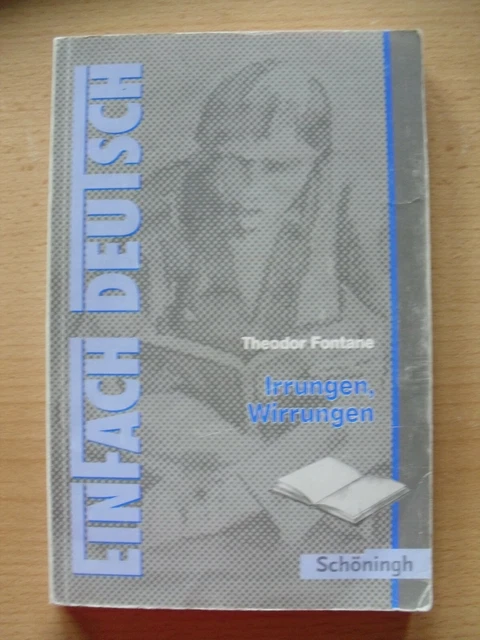 EINFACH DEUTSCH
Theodor Fontane
Irrungen,
Wirrungen
Schöningh